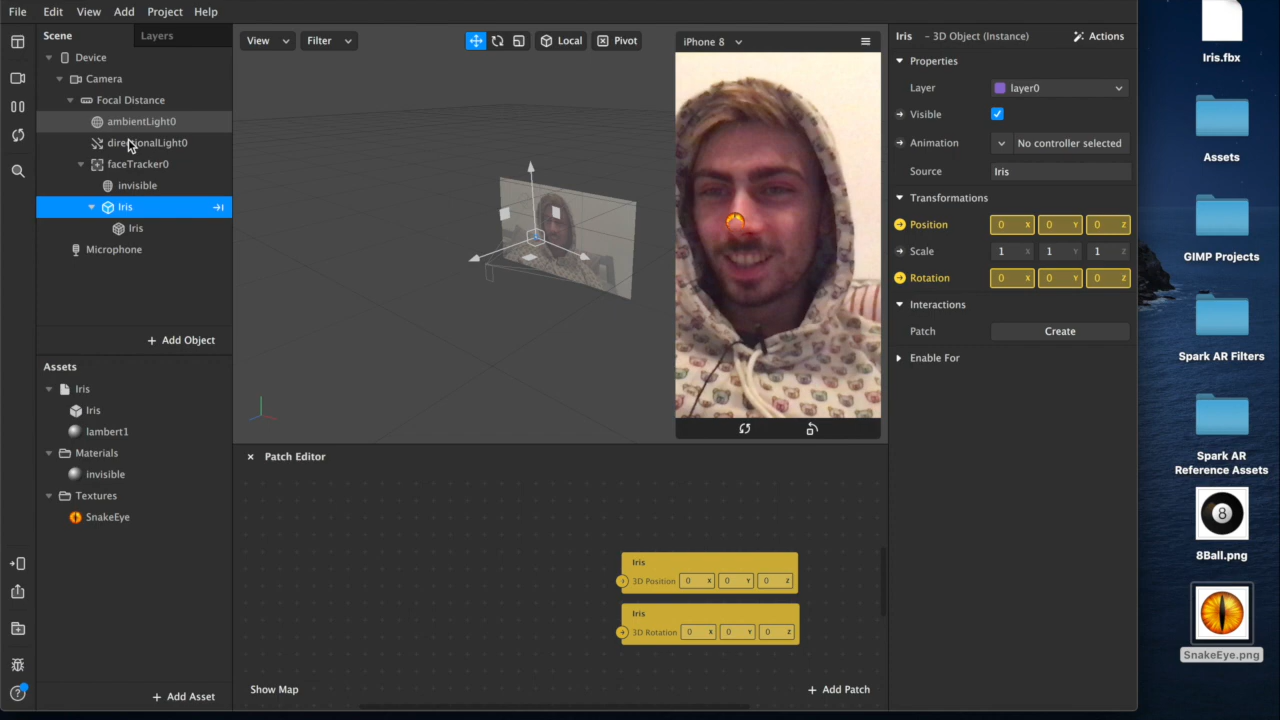 File Edit View Add Project Help
Scene Layers
Device
Camera
Focal Distance
ambientLight0
directionalLight0
faceTracker0
invisible
Iris
Iris
Microphone
+ Add Object
Assets
Iris
Iris
lambert1
Materials
invisible
Textures
SnakeEye
+ Add Asset
View Filter Local Pivot
iPhone 8
× Patch Editor
Iris
3D Position 0 X 0 Y 0 Z
Iris
3D Rotation 0 X 0 Y 0 Z
Show Map + Add Patch
Iris – 3D Object (Instance) Actions
Properties
Layer layer0
Visible
Animation No controller selected
Source Iris
Transformations
Position 0 X 0 Y 0 Z
Scale 1 X 1 Y 1 Z
Rotation 0 X 0 Y 0 Z
Interactions
Patch Create
Enable For
Iris.fbx
Assets
GIMP Projects
Spark AR Filters
Spark AR
Reference Assets
8
8Ball.png
SnakeEye.png